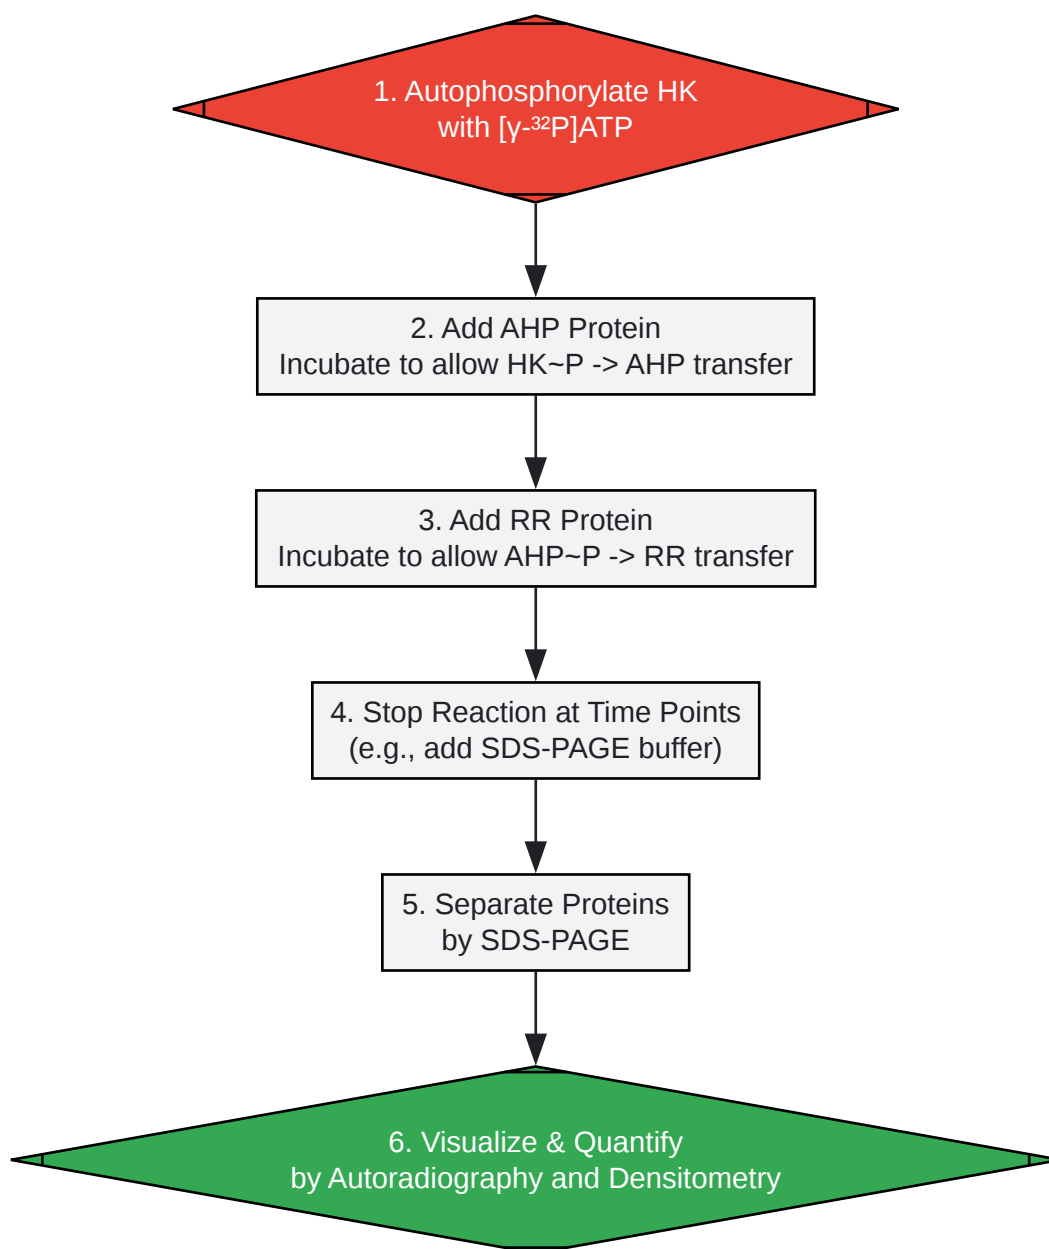 1. Autophosphorylate HK
with [γ-³²P]ATP
2. Add AHP Protein
Incubate to allow HK~P -> AHP transfer
3. Add RR Protein
Incubate to allow AHP~P -> RR transfer
4. Stop Reaction at Time Points
(e.g., add SDS-PAGE buffer)
5. Separate Proteins
by SDS-PAGE
6. Visualize & Quantify
by Autoradiography and Densitometry